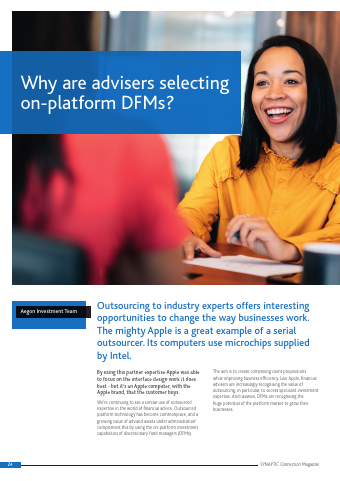 Why are advisers selecting
on-platform DFMs?
Aegon Investment Team
Outsourcing to industry experts offers interesting
opportunities to change the way businesses work.
The mighty Apple is a great example of a serial
outsourcer. Its computers use microchips supplied
by Intel.
By using this partner expertise Apple was able
to focus on the interface design work it does
best - but it's an Apple computer, with the
Apple brand, that the customer buys.
We're continuing to see a similar use of outsourced
expertise in the world of financial advice. Outsourced
platform technology has become commonplace, and a
growing value of advised assets under administration
complement this by using the on-platform investment
capabilities of discretionary fund managers (DFMs).
The aim is to create compelling client propositions
while improving business efficiency. Like Apple, financial
advisers are increasingly recognising the value of
outsourcing, in particular, to access specialist investment
expertise. And likewise, DFMs are recognising the
huge potential of the platform market to grow their
businesses.
24
SYNAPTIC Connection Magazine